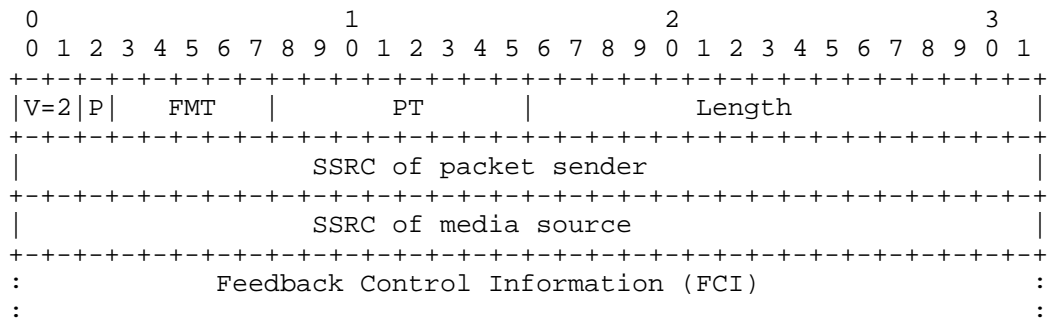 0                   1                   2                   3
 0 1 2 3 4 5 6 7 8 9 0 1 2 3 4 5 6 7 8 9 0 1 2 3 4 5 6 7 8 9 0 1
+-+-+-+-+-+-+-+-+-+-+-+-+-+-+-+-+-+-+-+-+-+-+-+-+-+-+-+-+-+-+-+-+
|V=2|P|   FMT   |       PT      |          Length               |
+-+-+-+-+-+-+-+-+-+-+-+-+-+-+-+-+-+-+-+-+-+-+-+-+-+-+-+-+-+-+-+-+
|                  SSRC of packet sender                        |
+-+-+-+-+-+-+-+-+-+-+-+-+-+-+-+-+-+-+-+-+-+-+-+-+-+-+-+-+-+-+-+-+
|                  SSRC of media source                         |
+-+-+-+-+-+-+-+-+-+-+-+-+-+-+-+-+-+-+-+-+-+-+-+-+-+-+-+-+-+-+-+-+
:            Feedback Control Information (FCI)                 :
:                                                               :